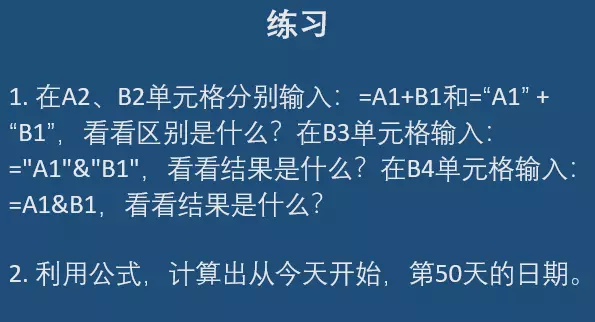 练习
1. 在A2、B2单元格分别输入：=A1+B1和=“A1” +
“B1”，看看区别是什么？在B3单元格输入：
="A1"&"B1"，看看结果是什么？在B4单元格输入：
=A1&B1，看看结果是什么？
2. 利用公式，计算出从今天开始，第50天的日期。